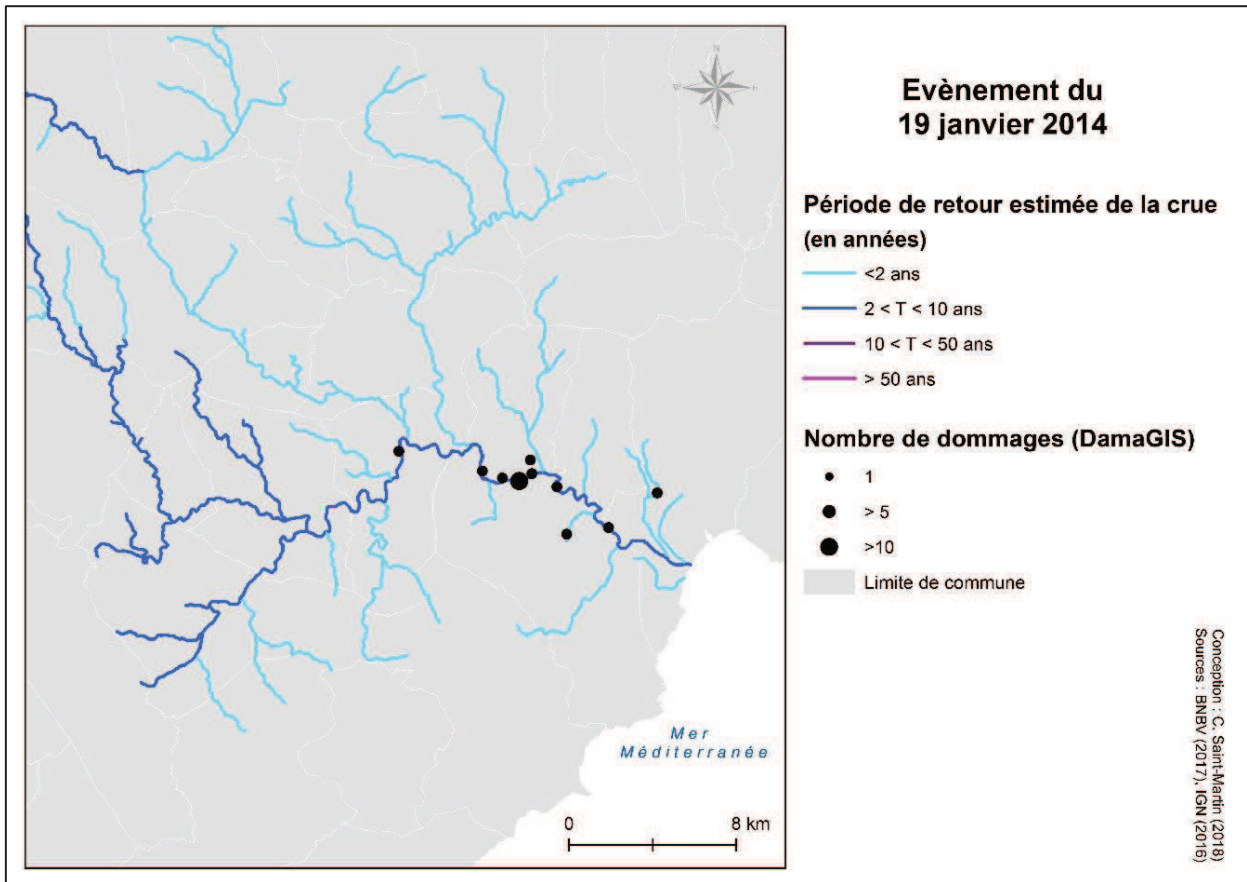 N
W
E
N
Mer
Méditerranée
0
8 km
Evènement du
19 janvier 2014
Période de retour estimée de la crue
(en années)
<2 ans
2 < T < 10 ans
10 < T < 50 ans
> 50 ans
Nombre de dommages (DamaGIS)
1
> 5
>10
Limite de commune
Conception : C. Saint-Martin (2018)
Sources : BNBV (2017), IGN (2016)